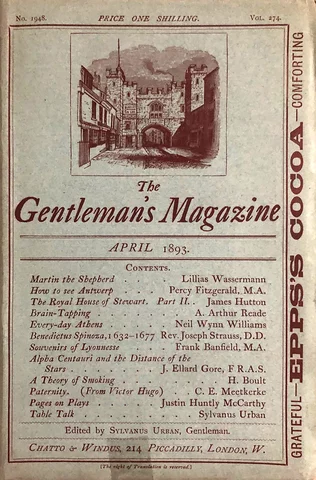 No. 1948. PRICE ONE SHILLING. VOL. 274.
The
Gentleman's Magazine
APRIL 1893.
CONTENTS.
Martin the Shepherd . . . . Lillias Wassermann
How to see Antwerp . . . Percy Fitzgerald, M.A.
The Royal House of Stewart. Part II. . James Hutton
Brain-Tapping . . . . . A. Arthur Reade
Every-day Athens . . . Neil Wynn Williams
Benedictus Spinoza, 1632–1677 Rev. Joseph Strauss, D.D.
Souvenirs of Lyonnesse . . Frank Banfield, M.A.
Alpha Centauri and the Distance of the
Stars . . . . J. Ellard Gore, F R.A.S.
A Theory of Smoking . . . . H. Boult
Paternity. (From Victor Hugo) . C. E. Meetkerke
Pages on Plays . . . Justin Huntly McCarthy
Table Talk . . . . . Sylvanus Urban
Edited by SYLVANUS URBAN, Gentleman.
CHATTO & WINDUS, 214 PICCADILLY, LONDON, W.
(The right of Translation is reserved.)
GRATEFUL—EPPS'S COCOA—COMFORTING